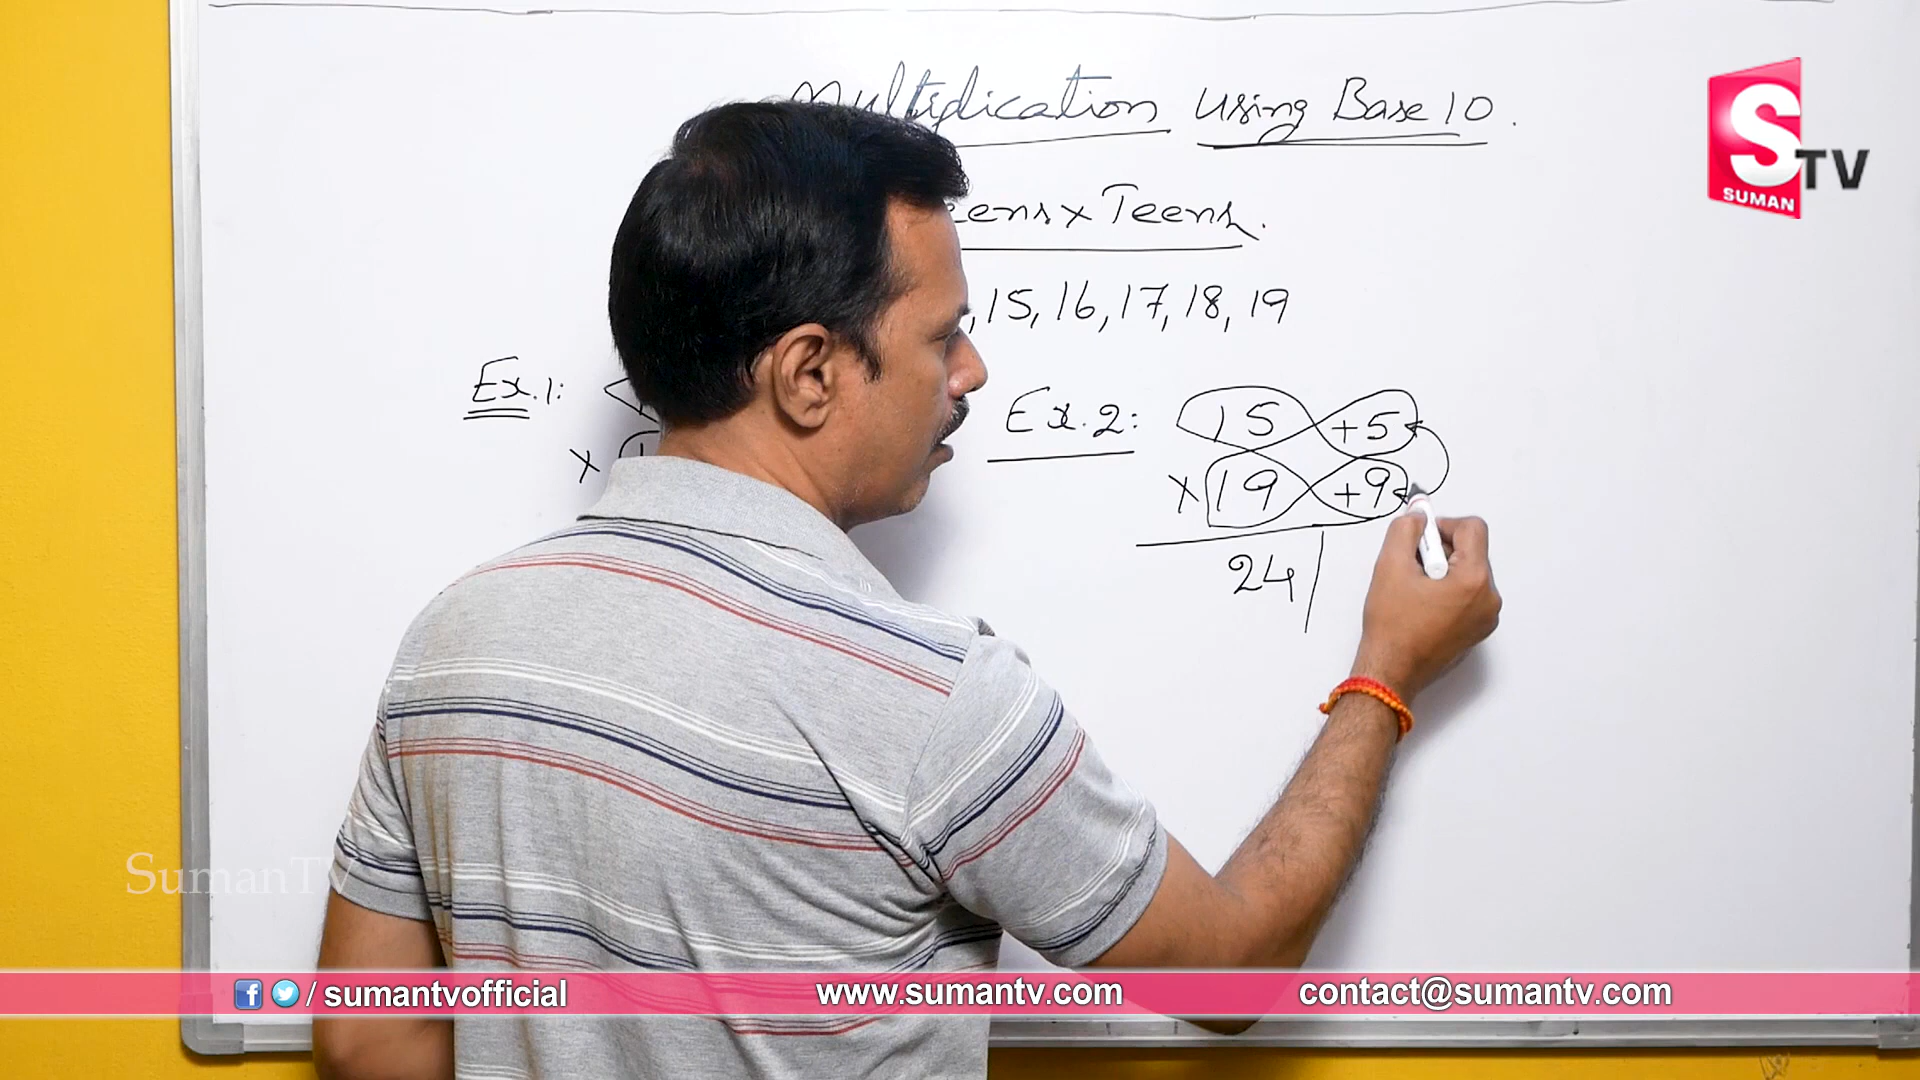 Multiplication using Base 10.
Teens x Teens.
, 15, 16, 17, 18, 19
Ex.1:
x
Ex.2:
15 +5
x 19 +9
24 |
S TV
SUMAN
SumanTV
/ sumantvofficial
www.sumantv.com
contact@sumantv.com